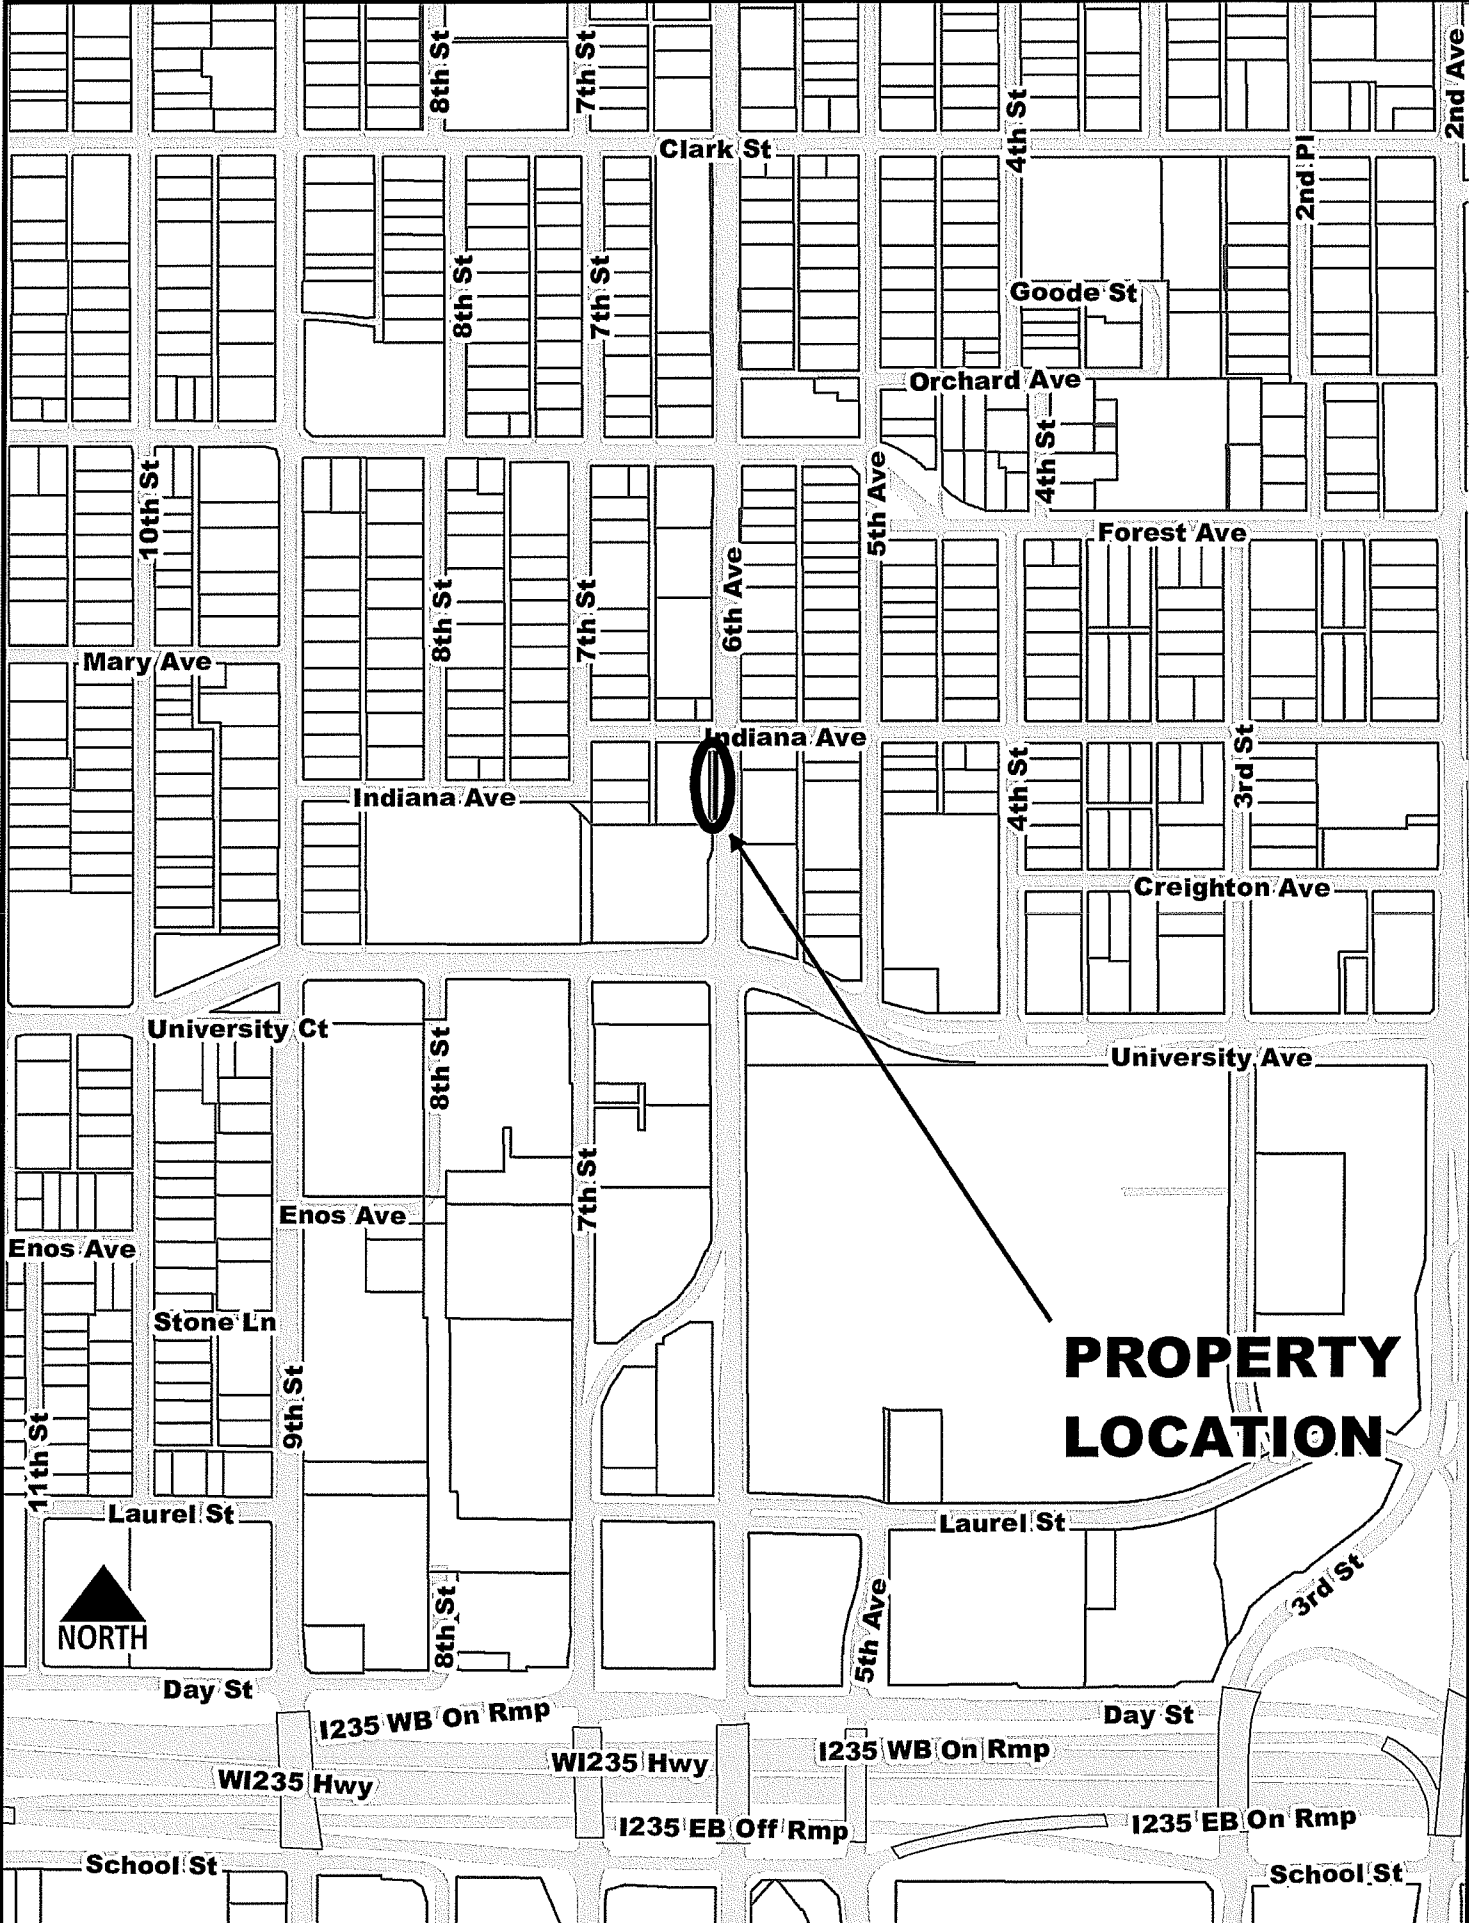 8th St
7th St
2nd Ave
Clark St
4th St
2nd Pl
8th St
7th St
Goode St
Orchard Ave
10th St
5th Ave
4th St
Forest Ave
8th St
7th St
6th Ave
Mary Ave
Indiana Ave
Indiana Ave
4th St
3rd St
Creighton Ave
University Ct
University Ave
8th St
7th St
Enos Ave
Enos Ave
Stone Ln
9th St
11th St
PROPERTY
LOCATION
Laurel St
Laurel St
NORTH
8th St
5th Ave
3rd St
Day St
I235 WB On Rmp
Day St
WI235 Hwy
I235 WB On Rmp
WI235 Hwy
I235 EB Off Rmp
I235 EB On Rmp
School St
School St